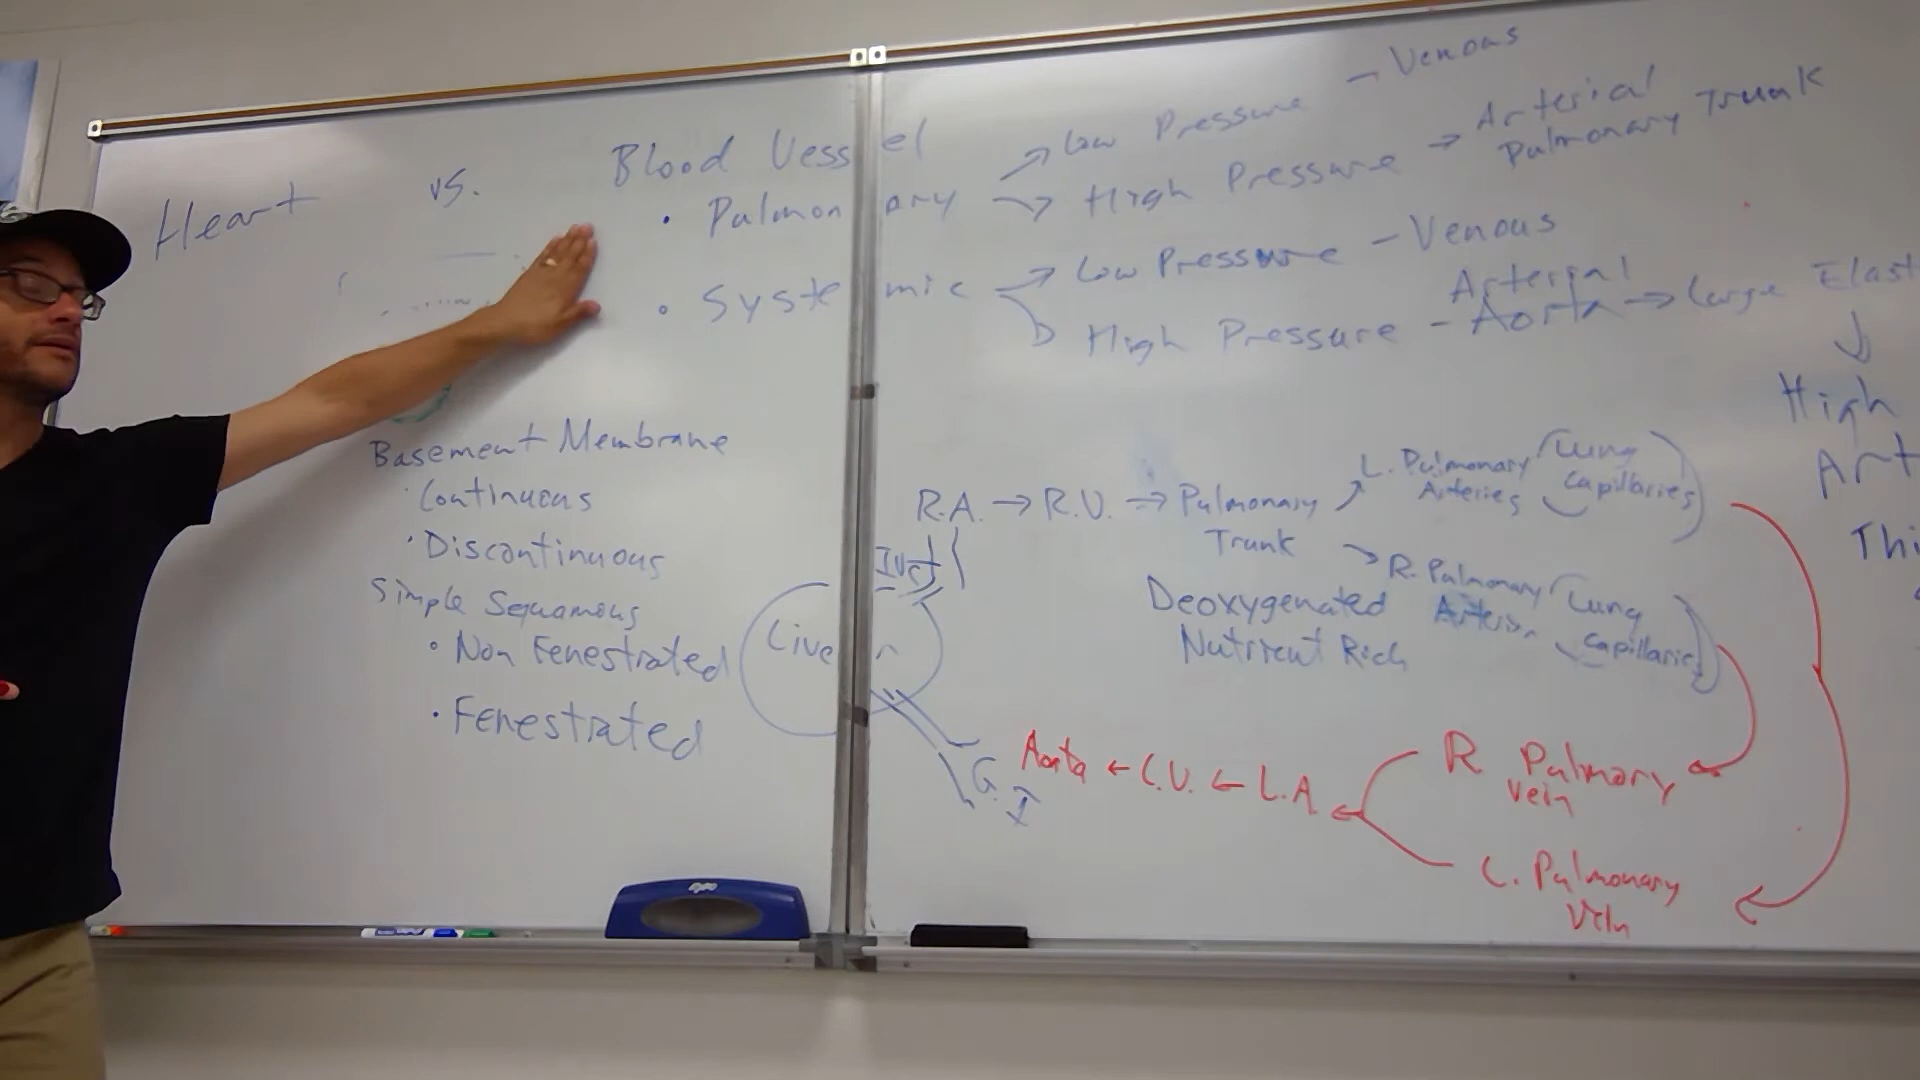 Heart vs. Blood Vessel
• Pulmonary
Low Pressure - Venous
High Pressure → Arterial
Pulmonary Trunk
• Systemic
Low Pressure - Venous
High Pressure - Arterial
Aorta → Large Elast
High
Art
Thi
Basement Membrane
• Continuous
• Discontinuous
Simple Squamous
• Non Fenestrated
• Fenestrated
Liver
G.I
R.A. → R.V. → Pulmonary
Trunk
L. Pulmonary
Arteries
Lung
Capillaries
R. Pulmonary
Lung
Capillaries
Deoxygenated
Nutrient Rich
R Pulmonary
Vein
L. Pulmonary
Vein
Aorta ← L.V. ← L.A.
expo